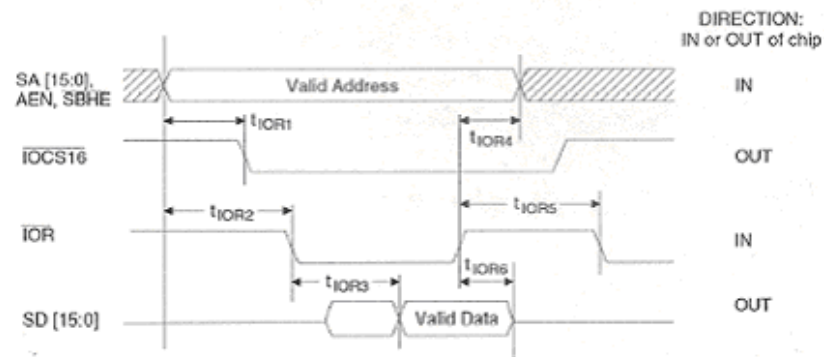 DIRECTION:
IN or OUT of chip
SA [15:0],
AEN, SBHE
Valid Address
IN
tIOR1
tIOR4
IOCS16
OUT
tIOR2
tIOR5
IOR
IN
tIOR3
tIOR6
SD [15:0]
Valid Data
OUT